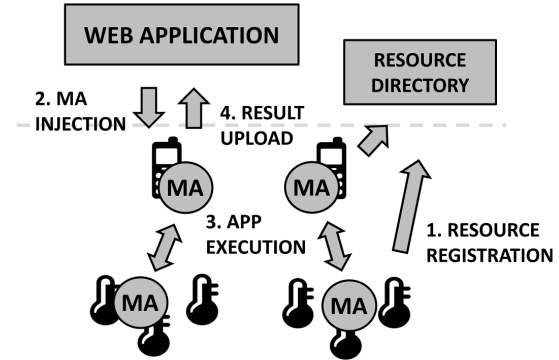 WEB APPLICATION
RESOURCE
DIRECTORY
2. MA
INJECTION
4. RESULT
UPLOAD
MA
MA
3. APP
EXECUTION
1. RESOURCE
REGISTRATION
MA
MA